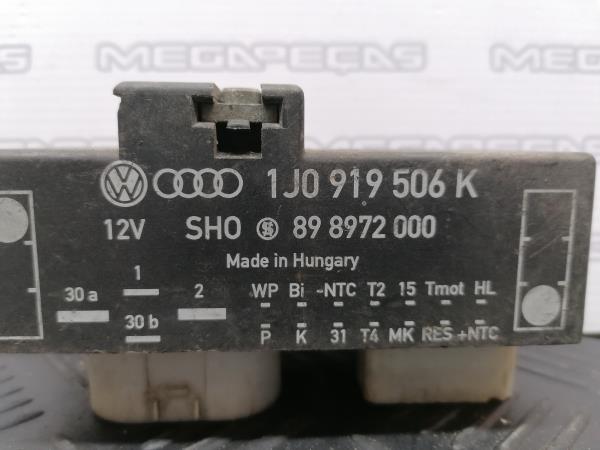 MEGAPEÇAS MEGAPEÇAS
1J0 919 506 K
12V SHO 89 8972 000
Made in Hungary
1
30 a 2 WP Bi -NTC T2 15 Tmot HL
30 b P K 31 T4 MK RES +NTC